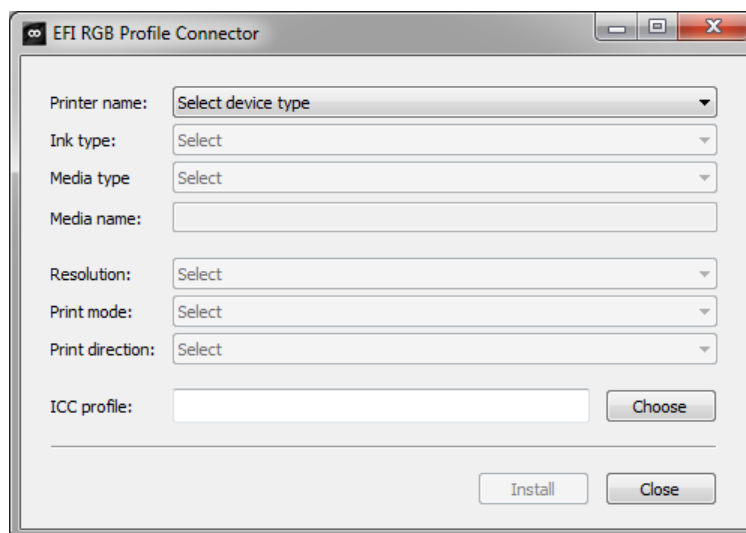 EFI RGB Profile Connector
Printer name: Select device type
Ink type: Select
Media type Select
Media name:
Resolution: Select
Print mode: Select
Print direction: Select
ICC profile: Choose
Install Close